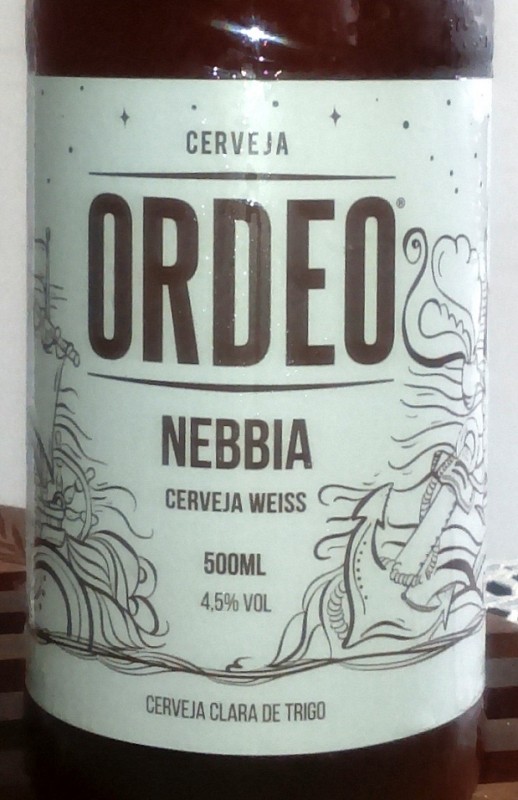 CERVEJA
ORDEO®
NEBBIA
CERVEJA WEISS
500ML
4,5% VOL
CERVEJA CLARA DE TRIGO